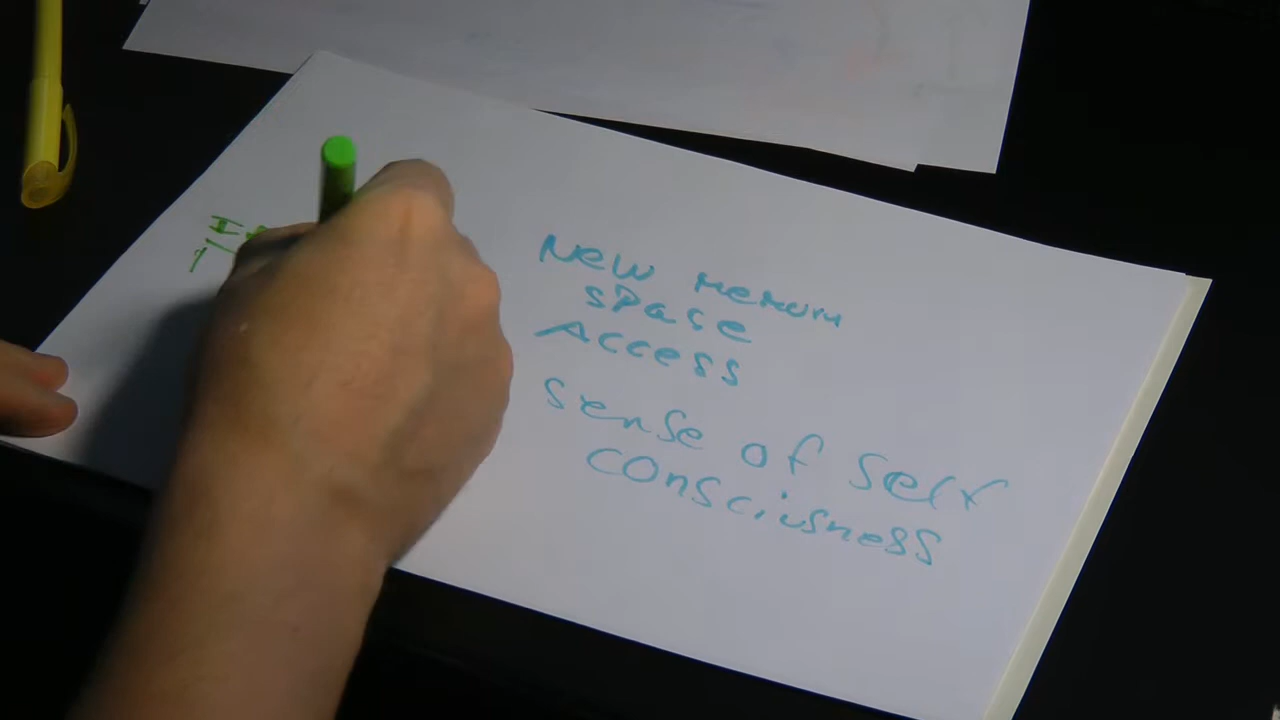 New memory
space
Access
sense of self
consciusness